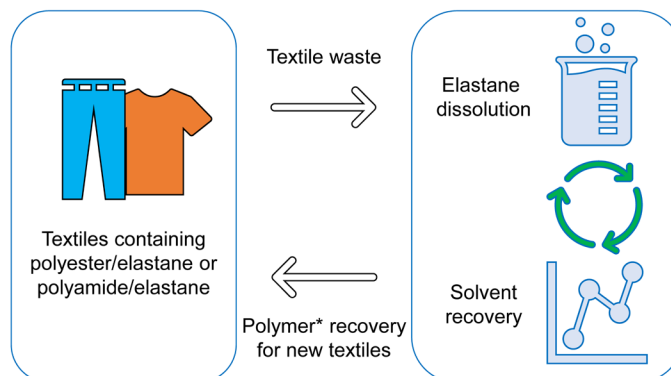 Textile waste
Elastane
dissolution
Textiles containing
polyester/elastane or
polyamide/elastane
Polymer* recovery
for new textiles
Solvent
recovery